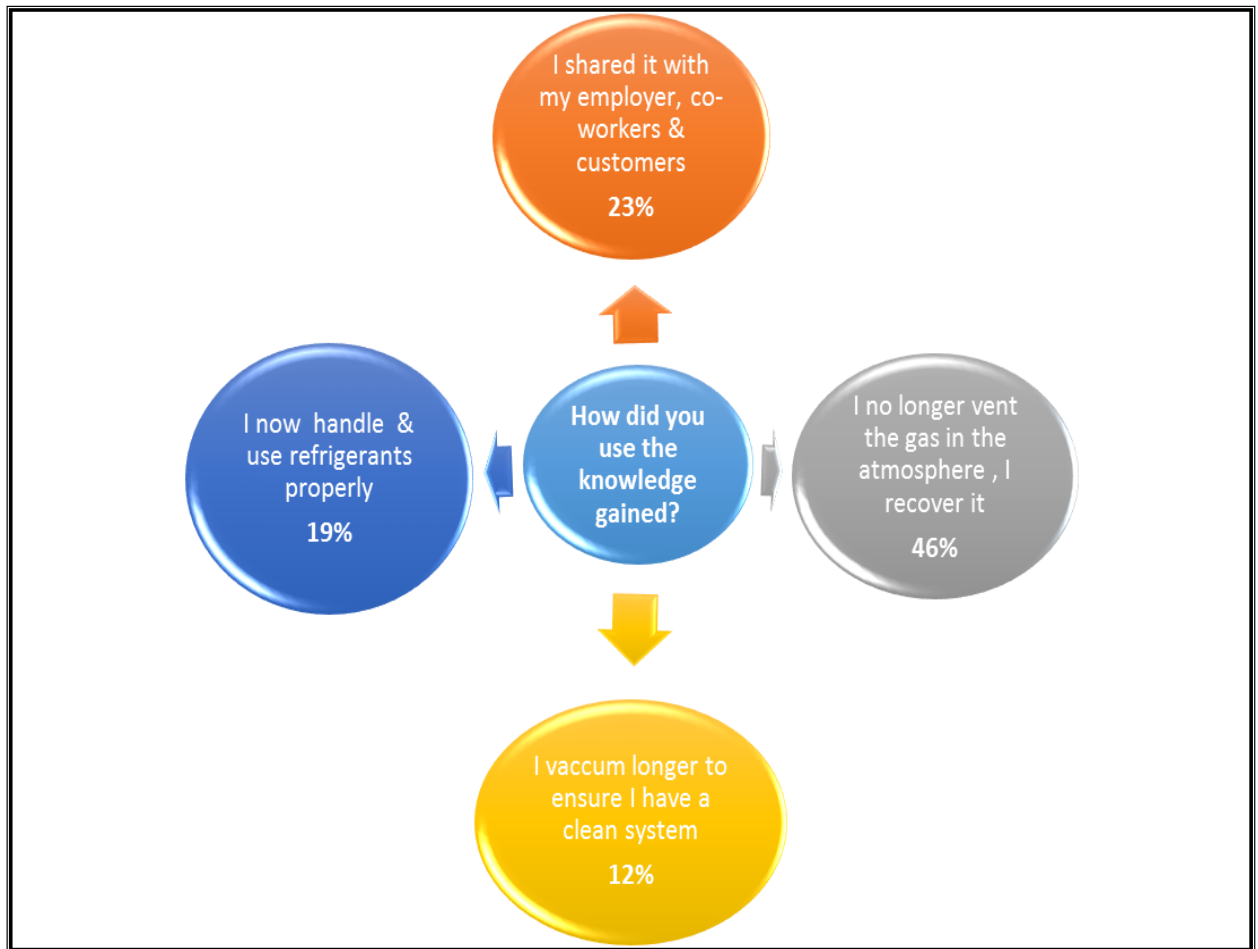 I shared it with
my employer, co-
workers &
customers
23%
I now handle &
use refrigerants
properly
19%
How did you
use the
knowledge
gained?
I no longer vent
the gas in the
atmosphere , I
recover it
46%
I vaccum longer to
ensure I have a
clean system
12%